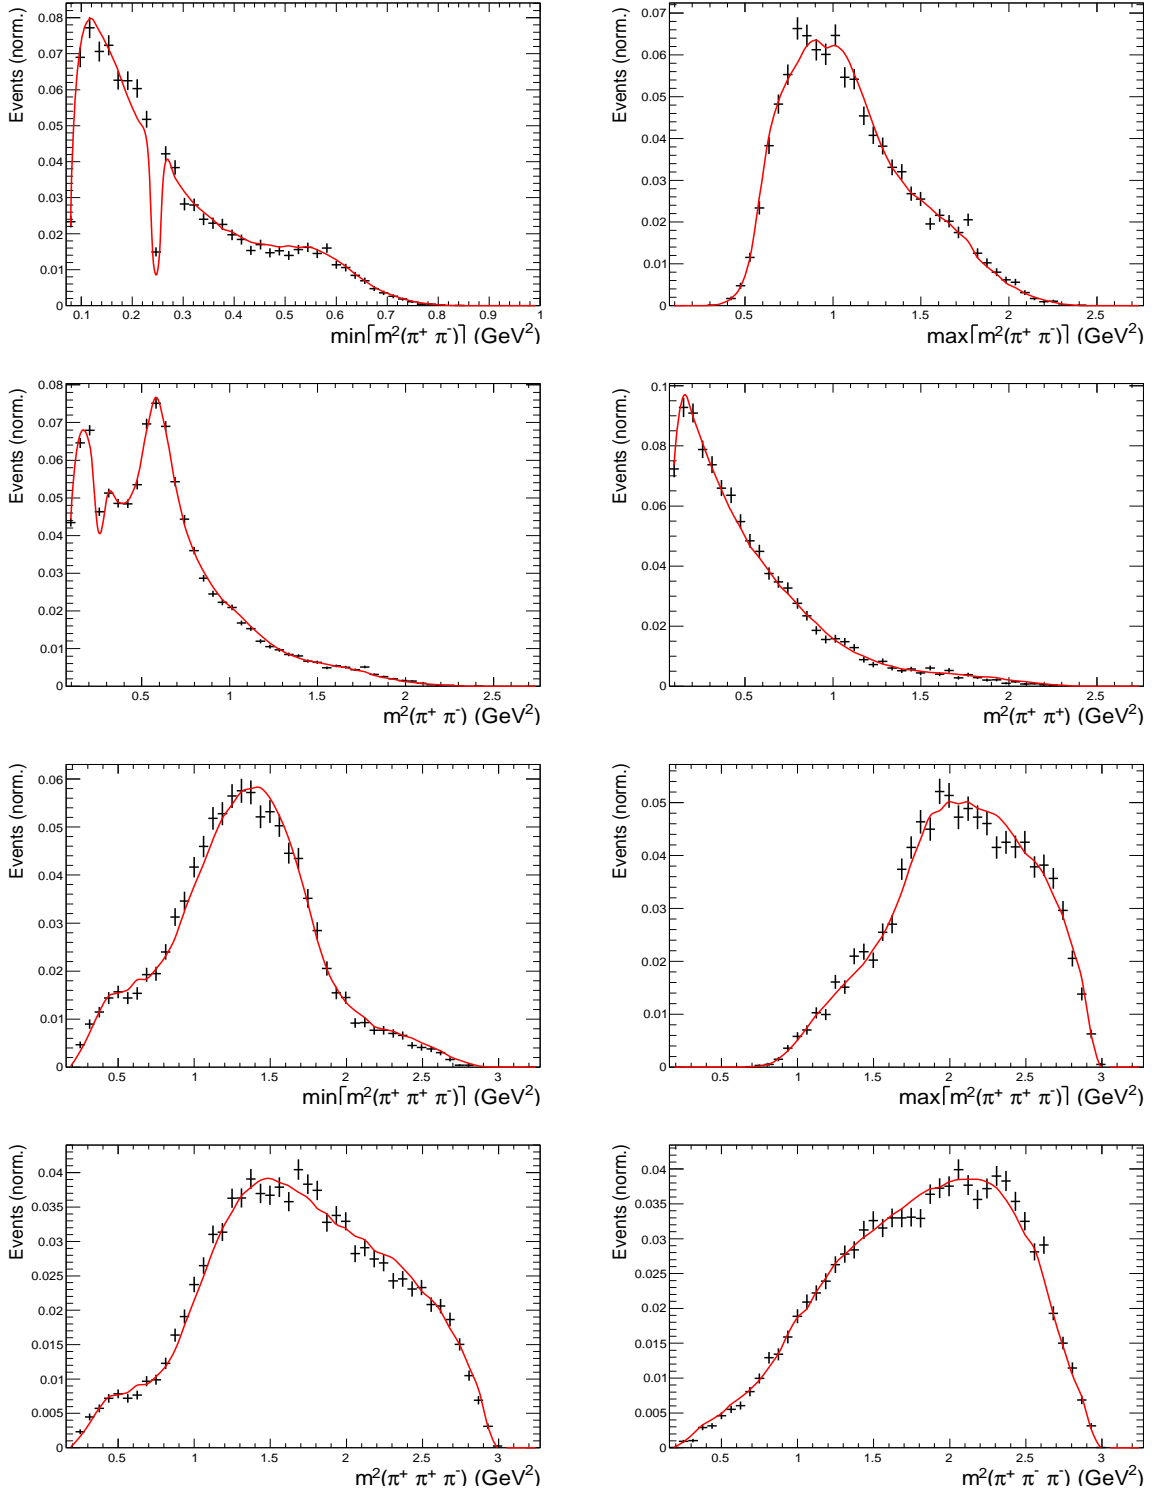 Events (norm.)
0.08
0.07
0.06
0.05
0.04
0.03
0.02
0.01
0
0.1 0.2 0.3 0.4 0.5 0.6 0.7 0.8 0.9 1
min⌈m²(π⁺ π⁻)⌉ (GeV²)
Events (norm.)
0.07
0.06
0.05
0.04
0.03
0.02
0.01
0
0.5 1 1.5 2 2.5
max⌈m²(π⁺ π⁻)⌉ (GeV²)
Events (norm.)
0.08
0.07
0.06
0.05
0.04
0.03
0.02
0.01
0
0.5 1 1.5 2 2.5
m²(π⁺ π⁻) (GeV²)
Events (norm.)
0.1
0.08
0.06
0.04
0.02
0
0.5 1 1.5 2 2.5
m²(π⁺ π⁺) (GeV²)
Events (norm.)
0.06
0.05
0.04
0.03
0.02
0.01
0
0.5 1 1.5 2 2.5 3
min⌈m²(π⁺ π⁺ π⁻)⌉ (GeV²)
Events (norm.)
0.05
0.04
0.03
0.02
0.01
0
0.5 1 1.5 2 2.5 3
max⌈m²(π⁺ π⁺ π⁻)⌉ (GeV²)
Events (norm.)
0.04
0.035
0.03
0.025
0.02
0.015
0.01
0.005
0
0.5 1 1.5 2 2.5 3
m²(π⁺ π⁺ π⁻) (GeV²)
Events (norm.)
0.04
0.035
0.03
0.025
0.02
0.015
0.01
0.005
0
0.5 1 1.5 2 2.5 3
m²(π⁺ π⁻ π⁻) (GeV²)